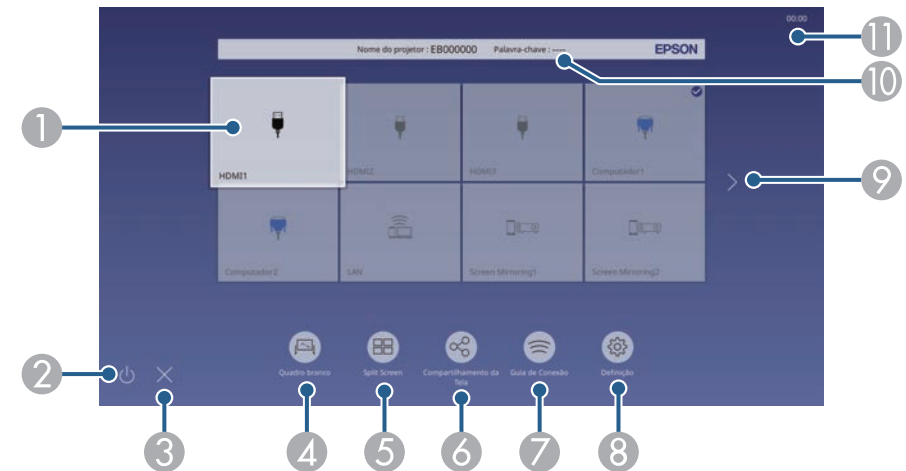 00:00
11
Nome do projetor : EB000000 Palavra-chave : ---- EPSON
10
1
HDMI1 HDMI2 HDMI3 Computador1
9
Computador2 LAN Screen Mirroring1 Screen Mirroring2
2
Quadro branco Split Screen Compartilhamento da Tela Guia de Conexão Definição
3 4 5 6 7 8